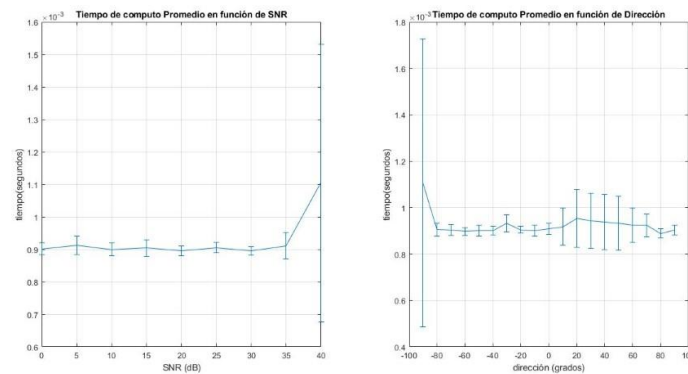 ×10⁻³ Tiempo de computo Promedio en función de SNR
1.6
1.5
1.4
1.3
1.2
1.1
1
0.9
0.8
0.7
0.6
tiempo(segundos)
0 5 10 15 20 25 30 35 40
SNR (dB)
×10⁻³ Tiempo de computo Promedio en función de Dirección
1.8
1.6
1.4
1.2
1
0.8
0.6
0.4
tiempo(segundos)
-100 -80 -60 -40 -20 0 20 40 60 80 100
dirección (grados)